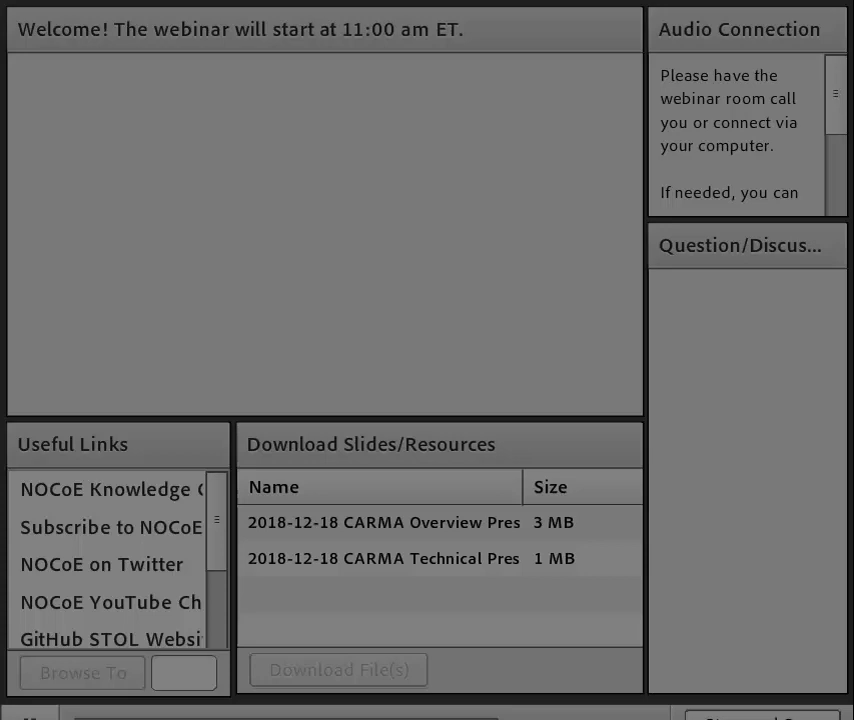 Welcome! The webinar will start at 11:00 am ET.
Audio Connection
Please have the
webinar room call
you or connect via
your computer.
If needed, you can
Question/Discus...
Useful Links
NOCoE Knowledge
Subscribe to NOCoE
NOCoE on Twitter
NOCoE YouTube Ch
GitHub STOL Websi
Browse To
Download Slides/Resources
Name Size
2018-12-18 CARMA Overview Pres 3 MB
2018-12-18 CARMA Technical Pres 1 MB
Download File(s)